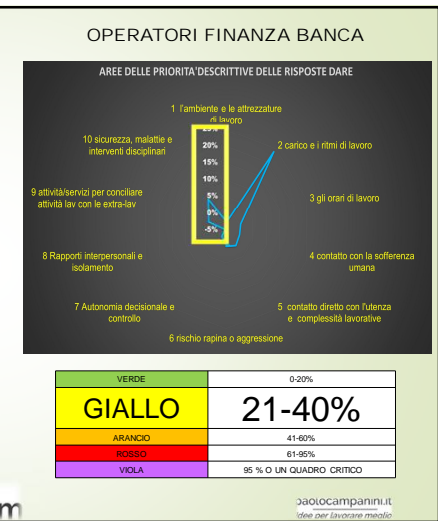 OPERATORI FINANZA BANCA
AREE DELLE PRIORITA'DESCRITTIVE DELLE RISPOSTE DARE
1 l'ambiente e le attrezzature
di lavoro
25%
20%
15%
10%
5%
0%
-5%
2 carico e i ritmi di lavoro
3 gli orari di lavoro
4 contatto con la sofferenza
umana
5 contatto diretto con l'utenza
e complessità lavorative
6 rischio rapina o aggressione
7 Autonomia decisionale e
controllo
8 Rapporti interpersonali e
isolamento
9 attività/servizi per conciliare
attività lav con le extra-lav
10 sicurezza, malattie e
interventi disciplinari
VERDE 0-20%
GIALLO 21-40%
ARANCIO 41-60%
ROSSO 61-95%
VIOLA 95 % O UN QUADRO CRITICO
m
paolocampanini.it
idee per lavorare meglio